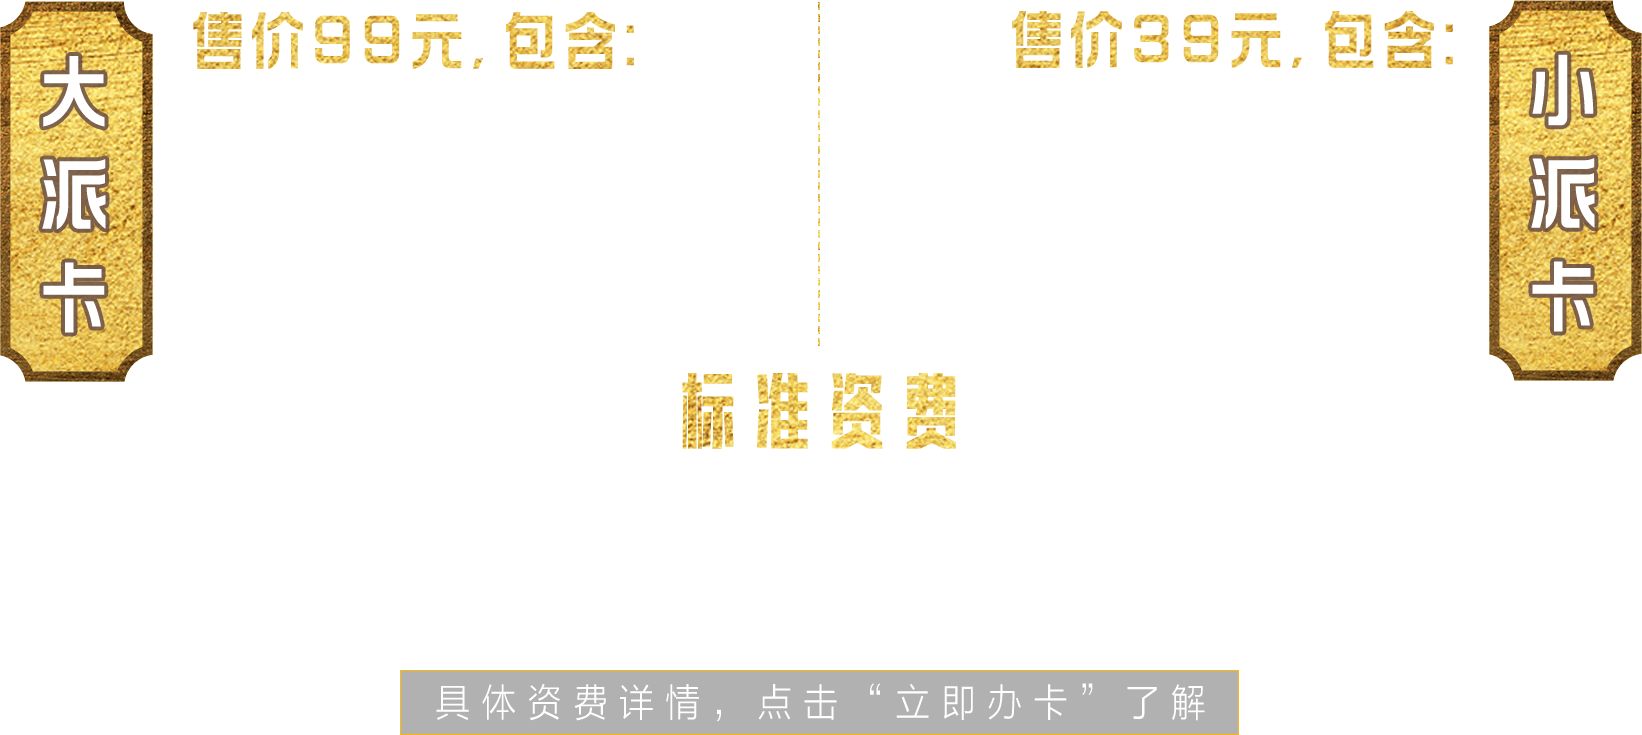 大派卡
售价99元，包含：
售价39元，包含：
小派卡
标准资费
具体资费详情，点击“立即办卡”了解